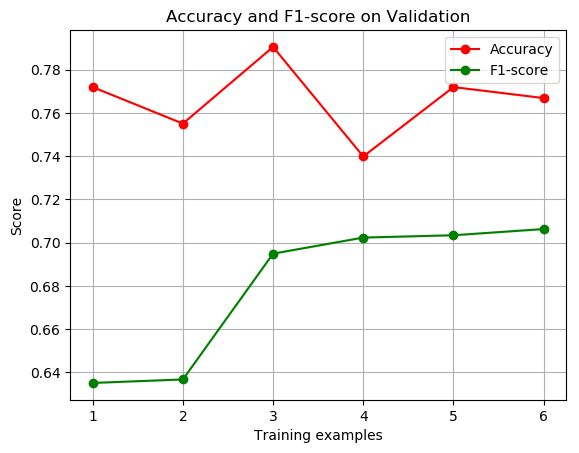 Accuracy and F1-score on Validation
Accuracy
F1-score
0.78
0.76
0.74
0.72
0.70
0.68
0.66
0.64
Score
1 2 3 4 5 6
Training examples